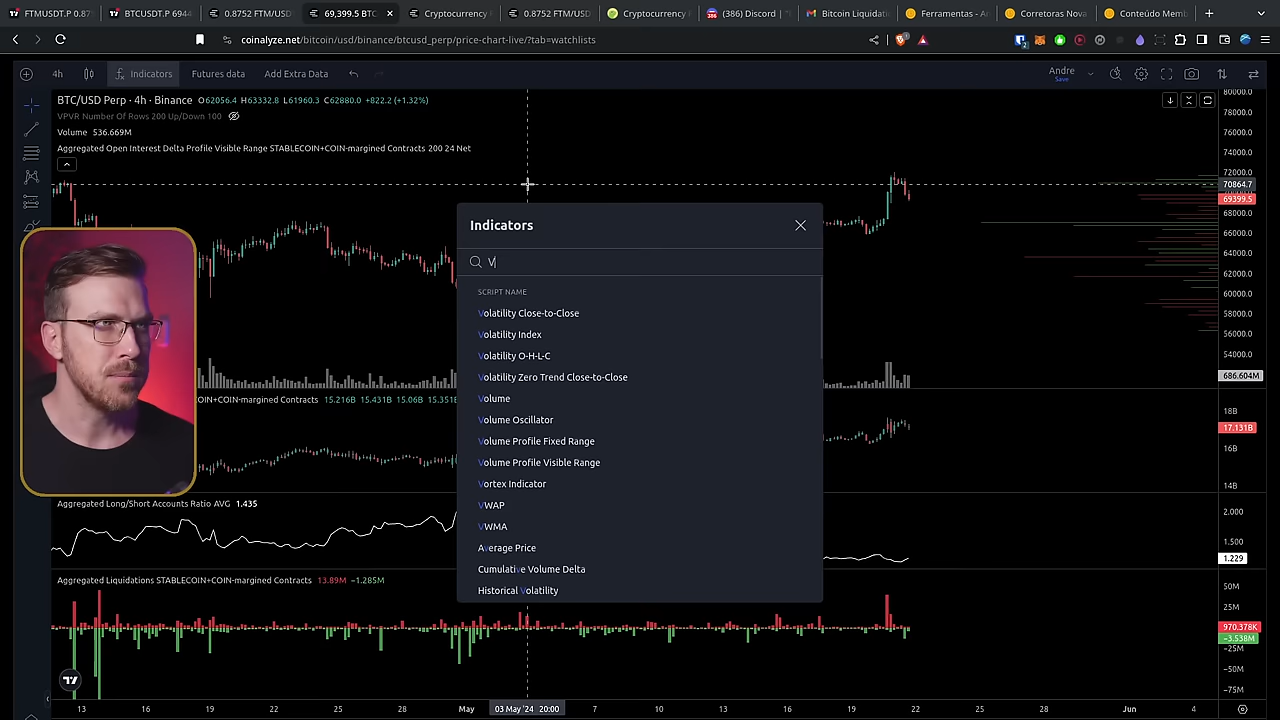 FTMUSDT.P 0.87
BTCUSDT.P 6944
0.8752 FTM/USD
69,399.5 BTC
Cryptocurrency
0.8752 FTM/USD
Cryptocurrency
(386) Discord |
Bitcoin Liquidati
Ferramentas - An
Corretoras Nova
Conteúdo Memb
coinalyze.net/bitcoin/usd/binance/btcusd_perp/price-chart-live/?tab=watchlists
4h
Indicators
Futures data
Add Extra Data
Andre
Save
BTC/USD Perp · 4h · Binance O62056.4 H63332.8 L61960.3 C62880.0 +822.2 (+1.32%)
VPVR Number Of Rows 200 Up/Down 100
Volume 536.669M
Aggregated Open Interest Delta Profile Visible Range STABLECOIN+COIN-margined Contracts 200 24 Net
80000.0
78000.0
76000.0
74000.0
72000.0
70864.7
69399.5
68000.0
66000.0
64000.0
62000.0
60000.0
58000.0
56000.0
54000.0
686.604M
Indicators
V
SCRIPT NAME
Volatility Close-to-Close
Volatility Index
Volatility O-H-L-C
Volatility Zero Trend Close-to-Close
Volume
Volume Oscillator
Volume Profile Fixed Range
Volume Profile Visible Range
Vortex Indicator
VWAP
VWMA
Average Price
Cumulative Volume Delta
Historical Volatility
COIN+COIN-margined Contracts 15.216B 15.431B 15.06B 15.351B
18B
17.131B
16B
14B
Aggregated Long/Short Accounts Ratio AVG 1.435
2.000
1.500
1.229
Aggregated Liquidations STABLECOIN+COIN-margined Contracts 13.89M −1.285M
50M
25M
970.378K
−3.538M
−25M
−50M
−75M
13
16
19
22
25
28
May
03 May '24 20:00
7
10
13
16
19
22
25
28
Jun
4